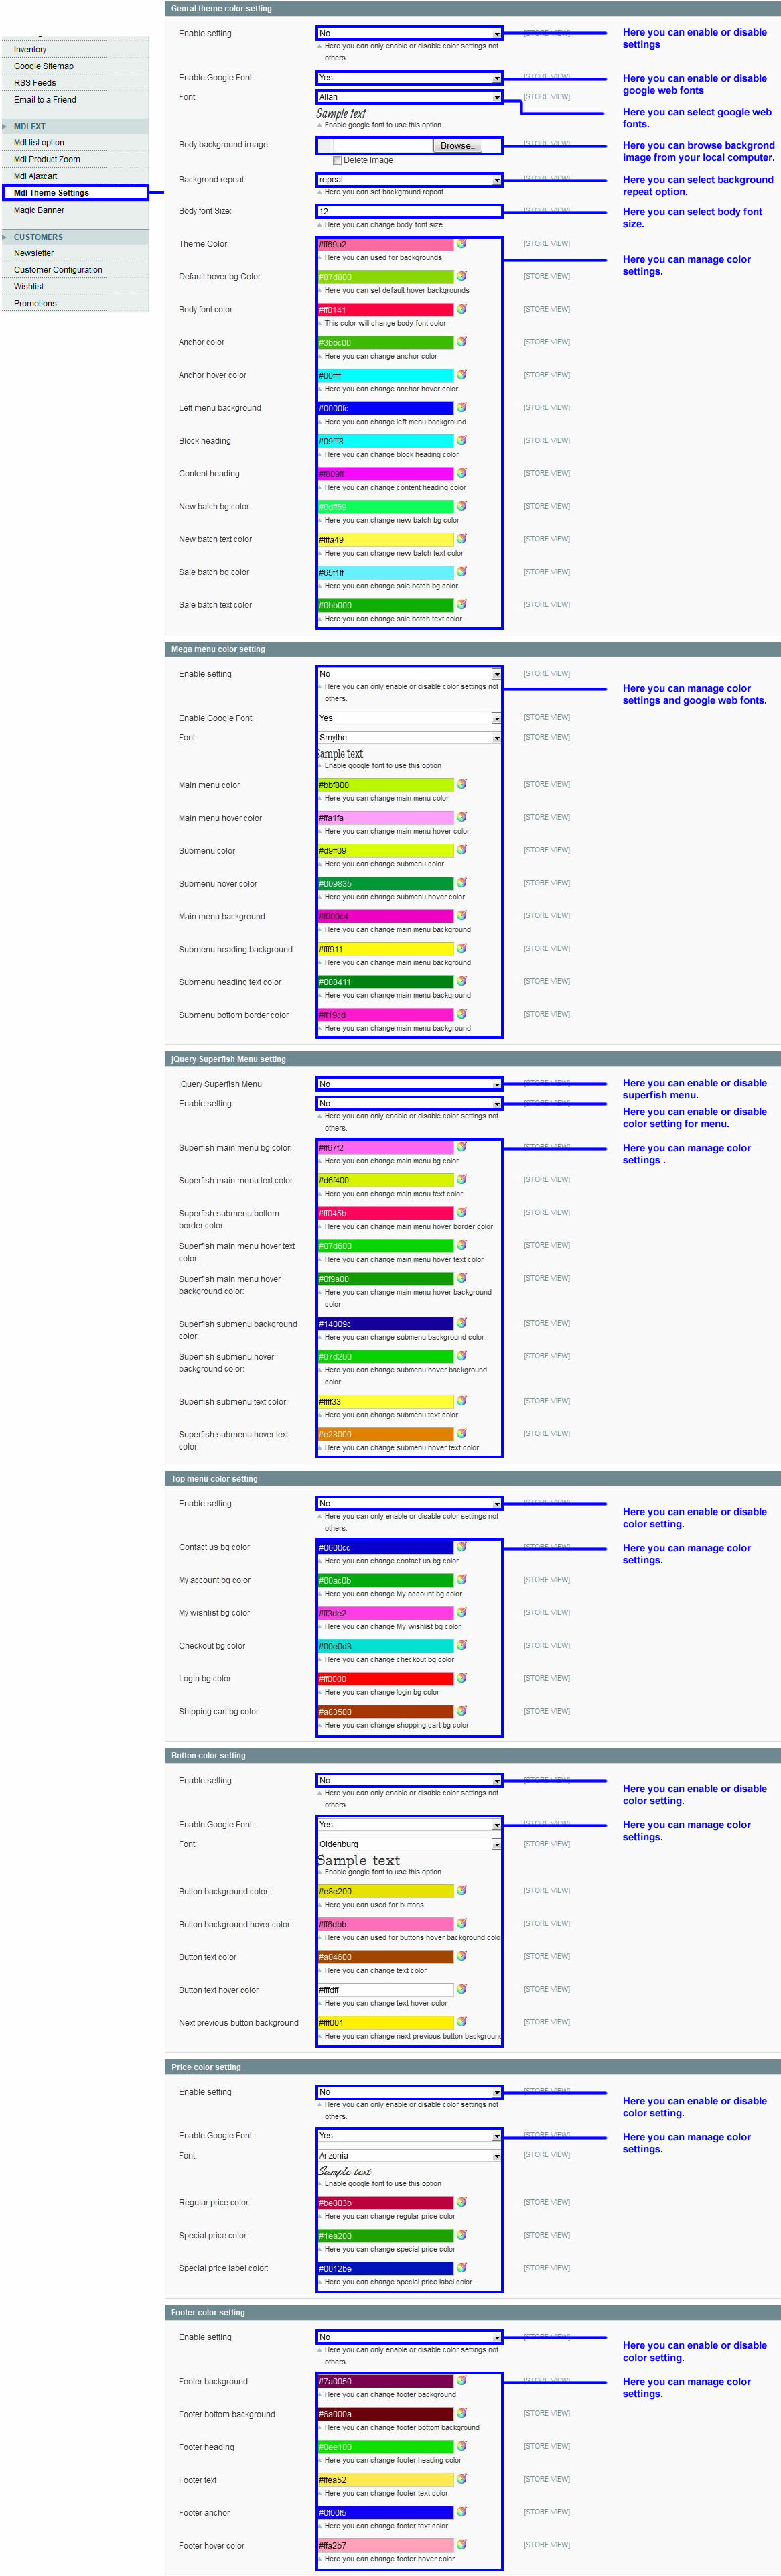 Inventory
Google Sitemap
RSS Feeds
Email to a Friend
MDLEXT
Mdl list option
Mdl Product Zoom
Mdl Ajaxcart
Mdl Theme Settings
Magic Banner
CUSTOMERS
Newsletter
Customer Configuration
Wishlist
Promotions
Genral theme color setting
Enable setting No [STORE VIEW] Here you can enable or disable
settings
Here you can only enable or disable color settings not
others.
Enable Google Font: Yes [STORE VIEW] Here you can enable or disable
google web fonts
Font: Allan [STORE VIEW] Here you can select google web
fonts.
Sample text
Enable google font to use this option
Body background image Browse... [STORE VIEW] Here you can browse backgrond
image from your local computer.
Delete Image
Backgrond repeat: repeat [STORE VIEW] Here you can select background
repeat option.
Here you can set background repeat
Body font Size: 12 [STORE VIEW] Here you can select body font
size.
Here you can change body font size
Theme Color: #ff69a2 [STORE VIEW] Here you can manage color
settings.
Here you can used for backgrounds
Default hover bg Color: #87d800 [STORE VIEW]
Here you can set default hover backgrounds
Body font color: #ff0141 [STORE VIEW]
This color will change body font color
Anchor color #3bbc00 [STORE VIEW]
Here you can change anchor color
Anchor hover color #00ffff [STORE VIEW]
Here you can change anchor hover color
Left menu background #0000fc [STORE VIEW]
Here you can change left menu background
Block heading #09fff8 [STORE VIEW]
Here you can change block heading color
Content heading #f809ff [STORE VIEW]
Here you can change content heading color
New batch bg color #0dff59 [STORE VIEW]
Here you can change new batch bg color
New batch text color #fffa49 [STORE VIEW]
Here you can change new batch text color
Sale batch bg color #65f1ff [STORE VIEW]
Here you can change sale batch bg color
Sale batch text color #0bb000 [STORE VIEW]
Here you can change sale batch text color
Mega menu color setting
Enable setting No [STORE VIEW] Here you can manage color
settings and google web fonts.
Here you can only enable or disable color settings not
others.
Enable Google Font: Yes [STORE VIEW]
Font: Smythe [STORE VIEW]
Sample text
Enable google font to use this option
Main menu color #bbf800 [STORE VIEW]
Here you can change main menu color
Main menu hover color #ffa1fa [STORE VIEW]
Here you can change main menu hover color
Submenu color #d9ff09 [STORE VIEW]
Here you can change submenu color
Submenu hover color #009835 [STORE VIEW]
Here you can change submenu hover color
Main menu background #f000c4 [STORE VIEW]
Here you can change main menu background
Submenu heading background #fff911 [STORE VIEW]
Here you can change main menu background
Submenu heading text color #008411 [STORE VIEW]
Here you can change main menu background
Submenu bottom border color #ff19cd [STORE VIEW]
Here you can change main menu background
jQuery Superfish Menu setting
jQuery Superfish Menu No [STORE VIEW] Here you can enable or disable
superfish menu.
Enable setting No [STORE VIEW] Here you can enable or disable
color setting for menu.
Here you can only enable or disable color settings not
others.
Superfish main menu bg color: #ff67f2 [STORE VIEW] Here you can manage color
settings .
Here you can change main menu bg color
Superfish main menu text color: #d6f400 [STORE VIEW]
Here you can change main menu text color
Superfish submenu bottom
border color: #ff045b [STORE VIEW]
Here you can change main menu hover border color
Superfish main menu hover text
color: #07d600 [STORE VIEW]
Here you can change main menu hover text color
Superfish main menu hover
background color: #0f9a00 [STORE VIEW]
Here you can change main menu hover background
color
Superfish submenu background
color: #14009c [STORE VIEW]
Here you can change submenu background color
Superfish submenu hover
background color: #07d200 [STORE VIEW]
Here you can change submenu hover background
color
Superfish submenu text color: #ffff33 [STORE VIEW]
Here you can change submenu text color
Superfish submenu hover text
color: #e28000 [STORE VIEW]
Here you can change submenu hover text color
Top menu color setting
Enable setting No [STORE VIEW] Here you can enable or disable
color setting.
Here you can only enable or disable color settings not
others.
Contact us bg color #0600cc [STORE VIEW] Here you can manage color
settings.
Here you can change contact us bg color
My account bg color #00ac0b [STORE VIEW]
Here you can change My account bg color
My wishlist bg color #ff3de2 [STORE VIEW]
Here you can change My wishlist bg color
Checkout bg color #00e0d3 [STORE VIEW]
Here you can change checkout bg color
Login bg color #ff0000 [STORE VIEW]
Here you can change login bg color
Shipping cart bg color #a83500 [STORE VIEW]
Here you can change shopping cart bg color
Button color setting
Enable setting No [STORE VIEW] Here you can enable or disable
color setting.
Here you can only enable or disable color settings not
others.
Enable Google Font: Yes [STORE VIEW] Here you can manage color
settings.
Font: Oldenburg [STORE VIEW]
Sample text
Enable google font to use this option
Button background color: #e8e200 [STORE VIEW]
Here you can used for buttons
Button background hover color #ff6dbb [STORE VIEW]
Here you can used for buttons hover background colo
Button text color #a04600 [STORE VIEW]
Here you can change text color
Button text hover color #fffdff [STORE VIEW]
Here you can change text hover color
Next previous button background #fff001 [STORE VIEW]
Here you can change next previous button background
Price color setting
Enable setting No [STORE VIEW] Here you can enable or disable
color setting.
Here you can only enable or disable color settings not
others.
Enable Google Font: Yes [STORE VIEW] Here you can manage color
settings.
Font: Arizonia [STORE VIEW]
Sample text
Enable google font to use this option
Regular price color: #be003b [STORE VIEW]
Here you can change regular price color
Special price color: #1ea200 [STORE VIEW]
Here you can change special price color
Special price label color: #0012be [STORE VIEW]
Here you can change special price label color
Footer color setting
Enable setting No [STORE VIEW] Here you can enable or disable
color setting.
Here you can only enable or disable color settings not
others.
Footer background #7a0050 [STORE VIEW] Here you can manage color
settings.
Here you can change footer background
Footer bottom background #6a000a [STORE VIEW]
Here you can change footer bottom background
Footer heading #0ee100 [STORE VIEW]
Here you can change footer heading color
Footer text #ffea52 [STORE VIEW]
Here you can change footer text color
Footer anchor #0f00f5 [STORE VIEW]
Here you can change footer text color
Footer hover color #ffa2b7 [STORE VIEW]
Here you can change footer hover color